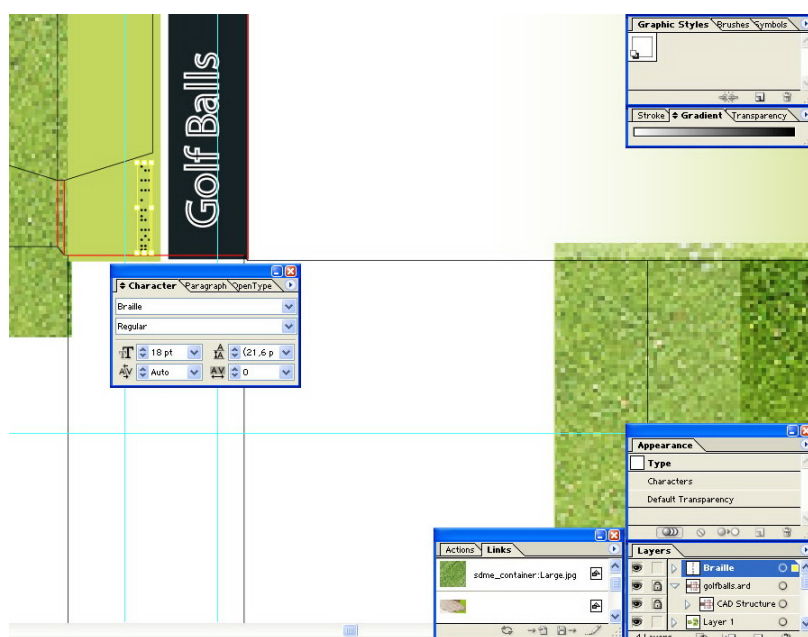 Graphic Styles Brushes Symbols
Stroke Gradient Transparency
Golf Balls
Character Paragraph OpenType
Braille
Regular
18 pt (21,6 p
Auto 0
Appearance
Type
Characters
Default Transparency
Actions Links
sdme_container:Large.jpg
Layers
Braille
golfballs.ard
CAD Structure
Layer 1
4 Layers